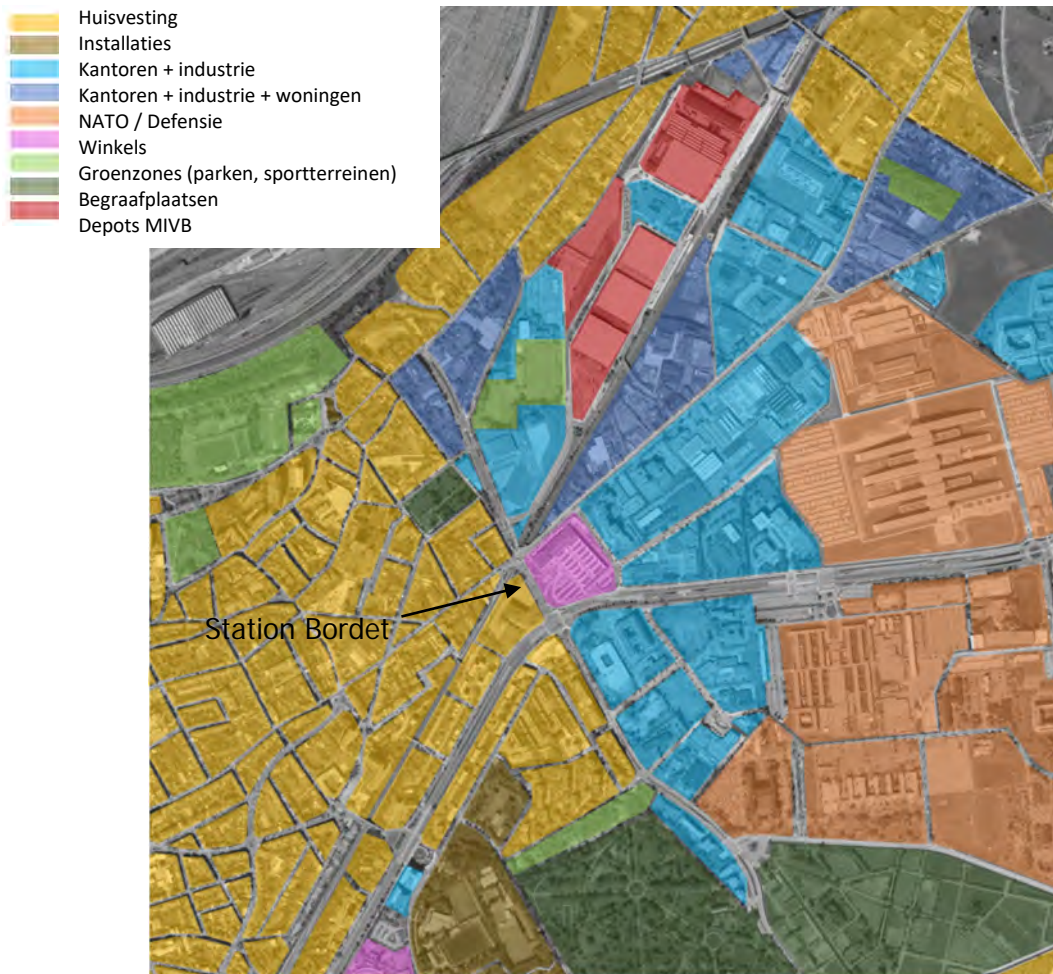 Huisvesting
Installaties
Kantoren + industrie
Kantoren + industrie + woningen
NATO / Defensie
Winkels
Groenzones (parken, sportterreinen)
Begraafplaatsen
Depots MIVB
Station Bordet